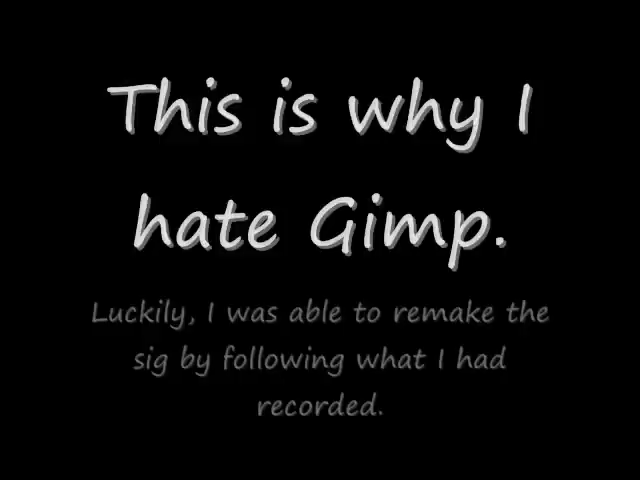 This is why I
hate Gimp.
Luckily, I was able to remake the
sig by following what I had
recorded.